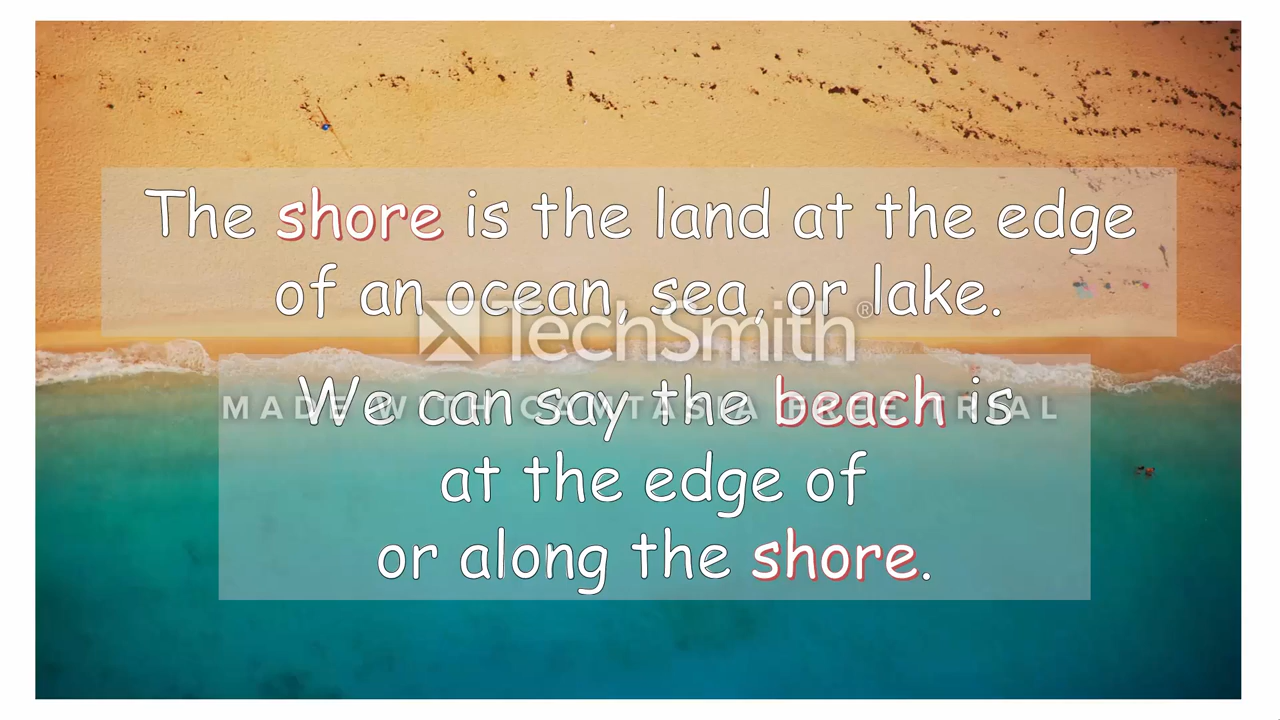 The shore is the land at the edge
of an ocean, sea, or lake.
TechSmith®
We can say the beach is
MADE WITH CAMTASIA FREE TRIAL
at the edge of
or along the shore.